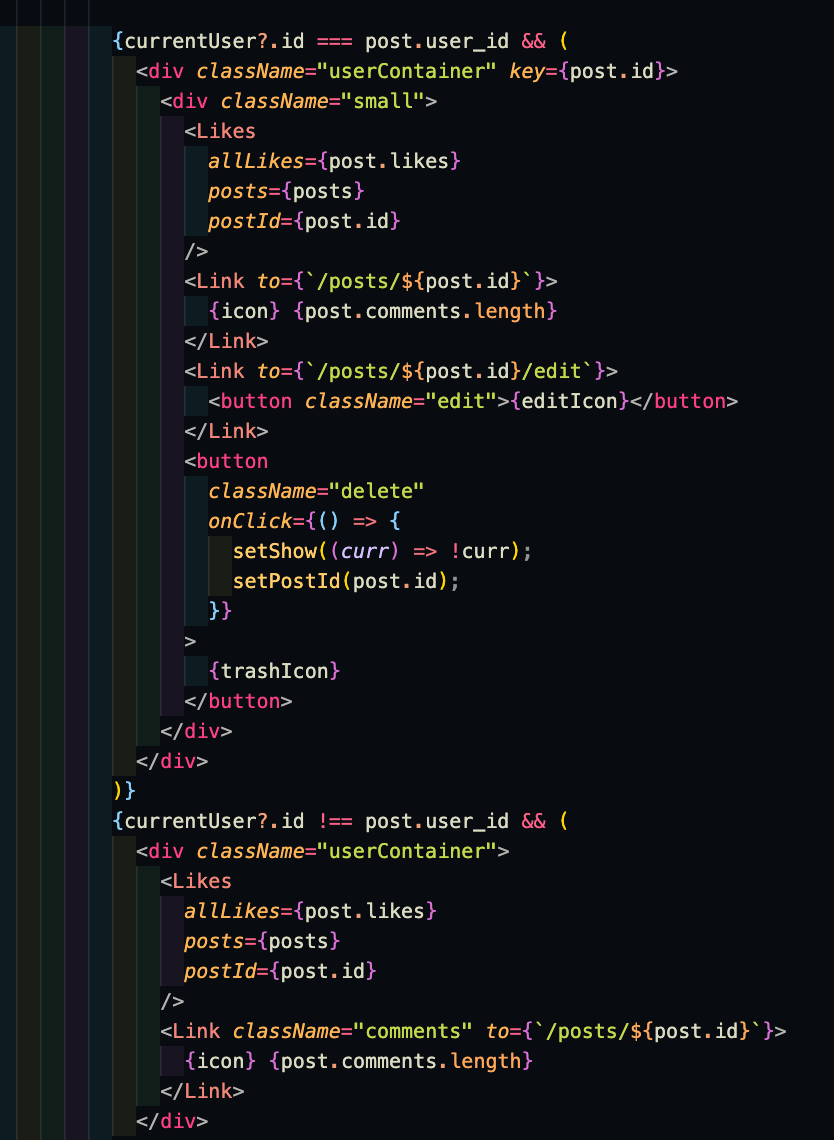 {currentUser?.id === post.user_id && (
<div className="userContainer" key={post.id}>
<div className="small">
<Likes
allLikes={post.likes}
posts={posts}
postId={post.id}
/>
<Link to={`/posts/${post.id}`}>
{icon} {post.comments.length}
</Link>
<Link to={`/posts/${post.id}/edit`}>
<button className="edit">{editIcon}</button>
</Link>
<button
className="delete"
onClick={() => {
setShow((curr) => !curr);
setPostId(post.id);
}}
>
{trashIcon}
</button>
</div>
</div>
)}
{currentUser?.id !== post.user_id && (
<div className="userContainer">
<Likes
allLikes={post.likes}
posts={posts}
postId={post.id}
/>
<Link className="comments" to={`/posts/${post.id}`}>
{icon} {post.comments.length}
</Link>
</div>